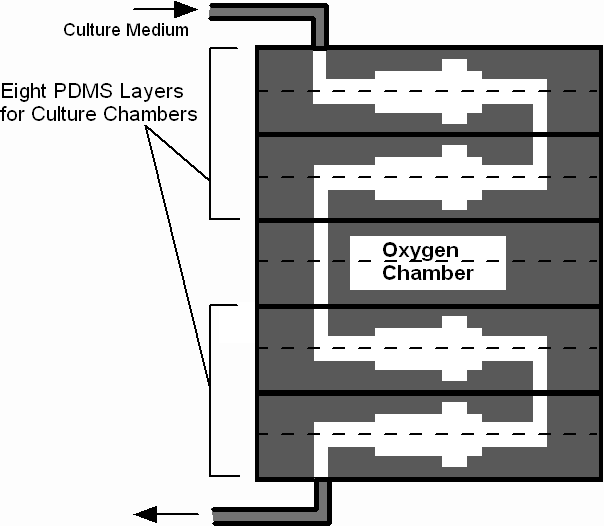 Culture Medium
Eight PDMS Layers
for Culture Chambers
Oxygen
Chamber